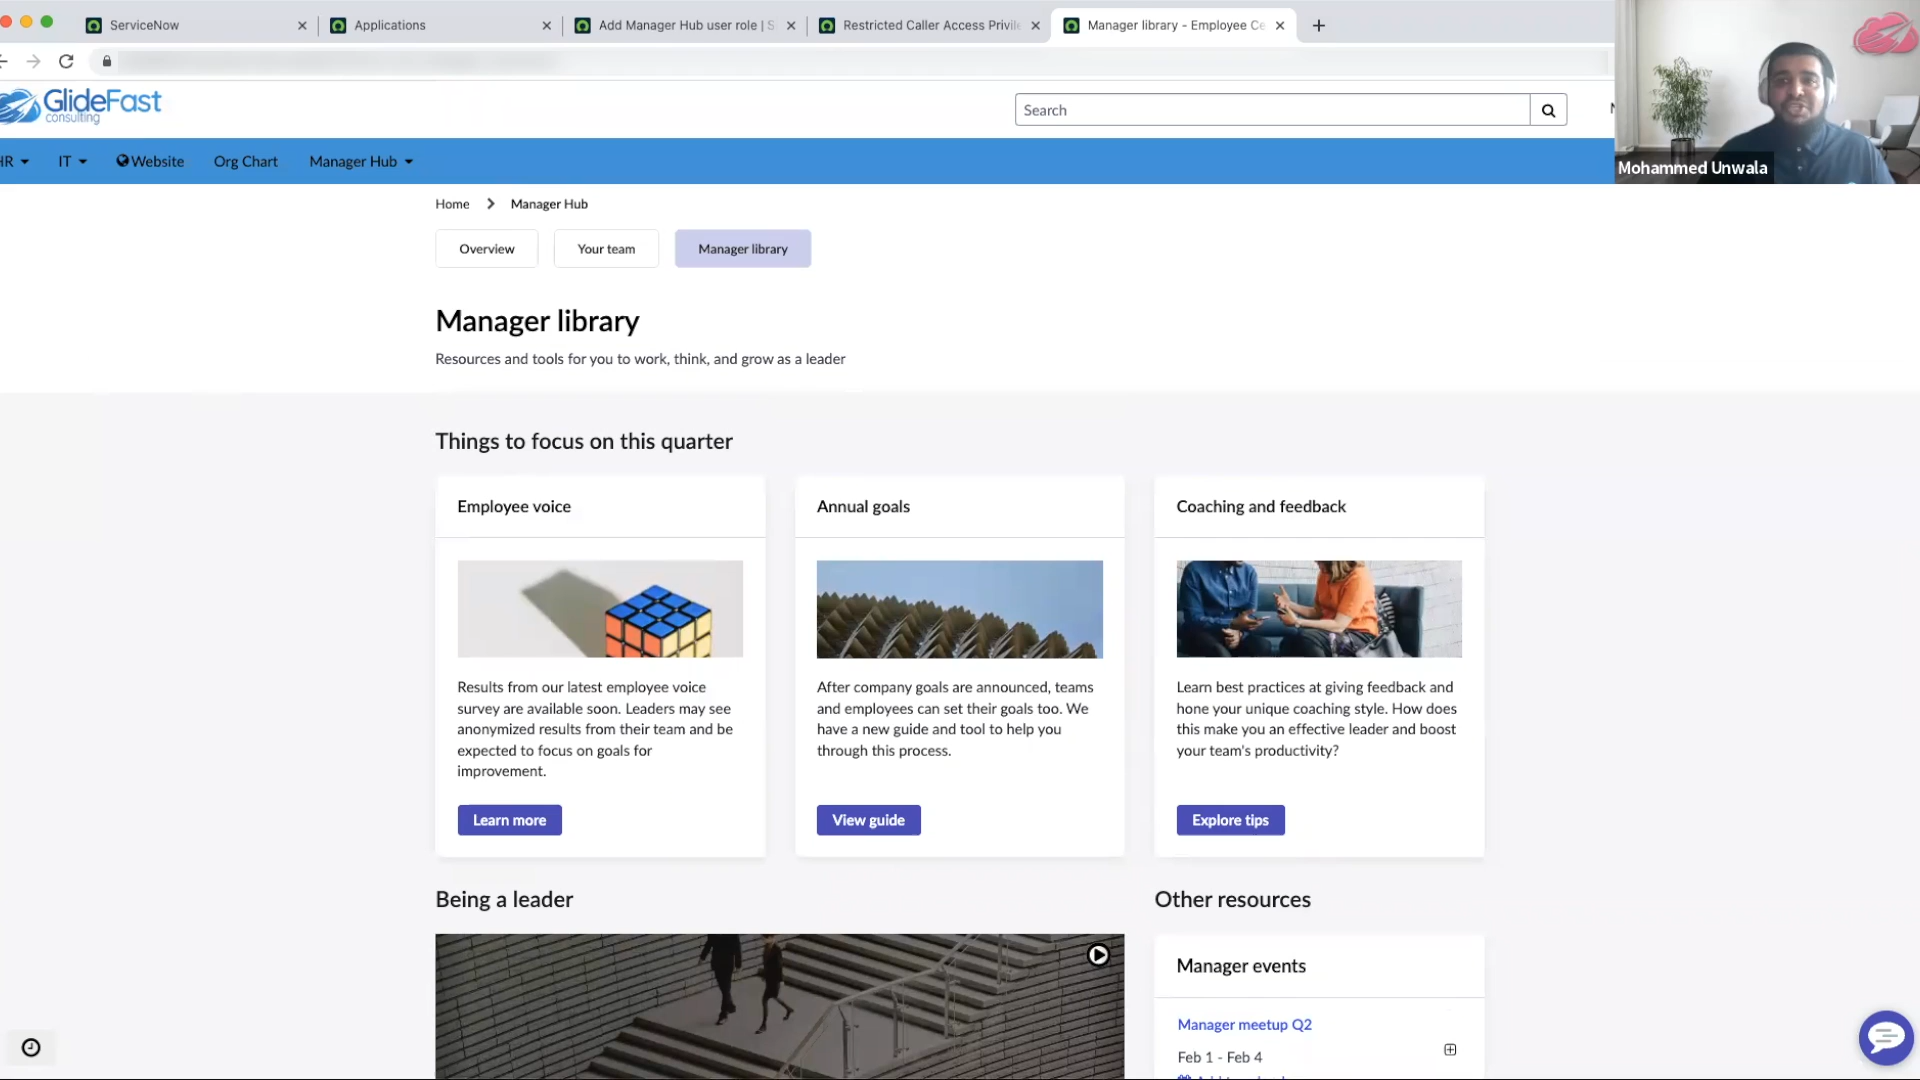 ServiceNow
Applications
Add Manager Hub user role | S
Restricted Caller Access Privile
Manager library - Employee Ce
GlideFast
consulting
Search
HR
IT
Website
Org Chart
Manager Hub
Mohammed Unwala
Home > Manager Hub
Overview
Your team
Manager library
Manager library
Resources and tools for you to work, think, and grow as a leader
Things to focus on this quarter
Employee voice
Results from our latest employee voice
survey are available soon. Leaders may see
anonymized results from their team and be
expected to focus on goals for
improvement.
Learn more
Annual goals
After company goals are announced, teams
and employees can set their goals too. We
have a new guide and tool to help you
through this process.
View guide
Coaching and feedback
Learn best practices at giving feedback and
hone your unique coaching style. How does
this make you an effective leader and boost
your team's productivity?
Explore tips
Being a leader
Other resources
Manager events
Manager meetup Q2
Feb 1 - Feb 4